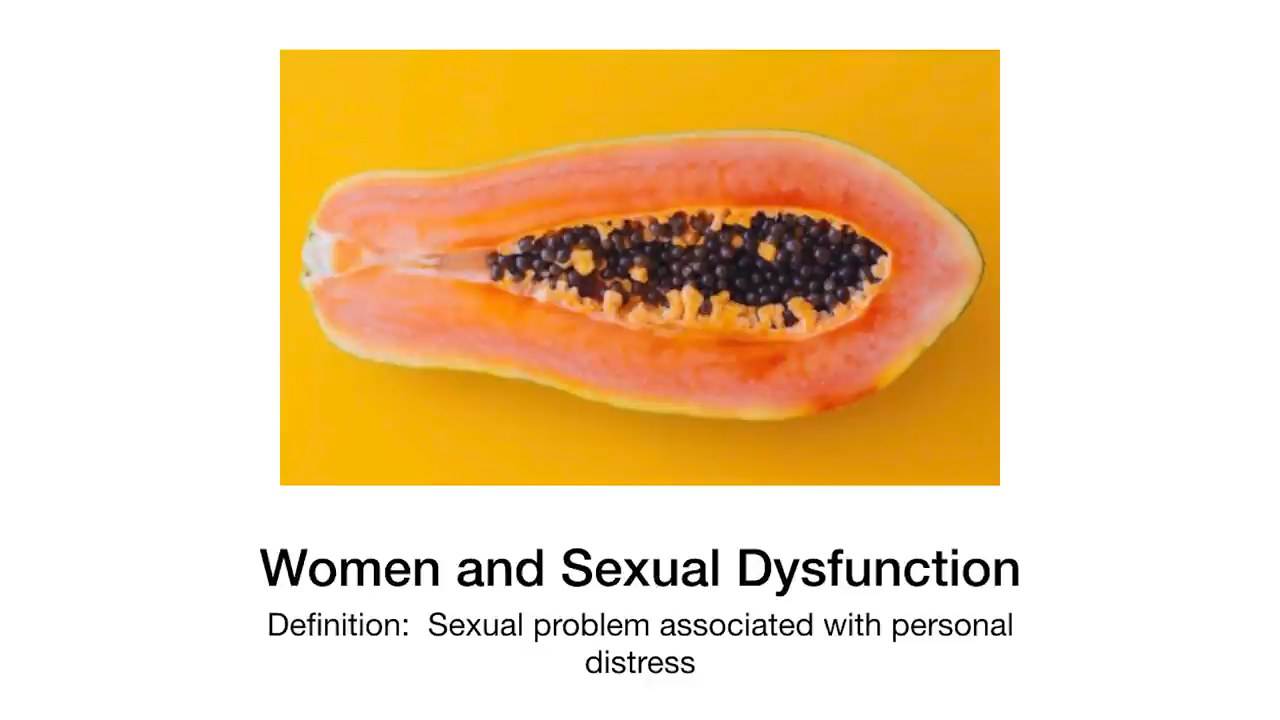 Women and Sexual Dysfunction
Definition:  Sexual problem associated with personal
distress